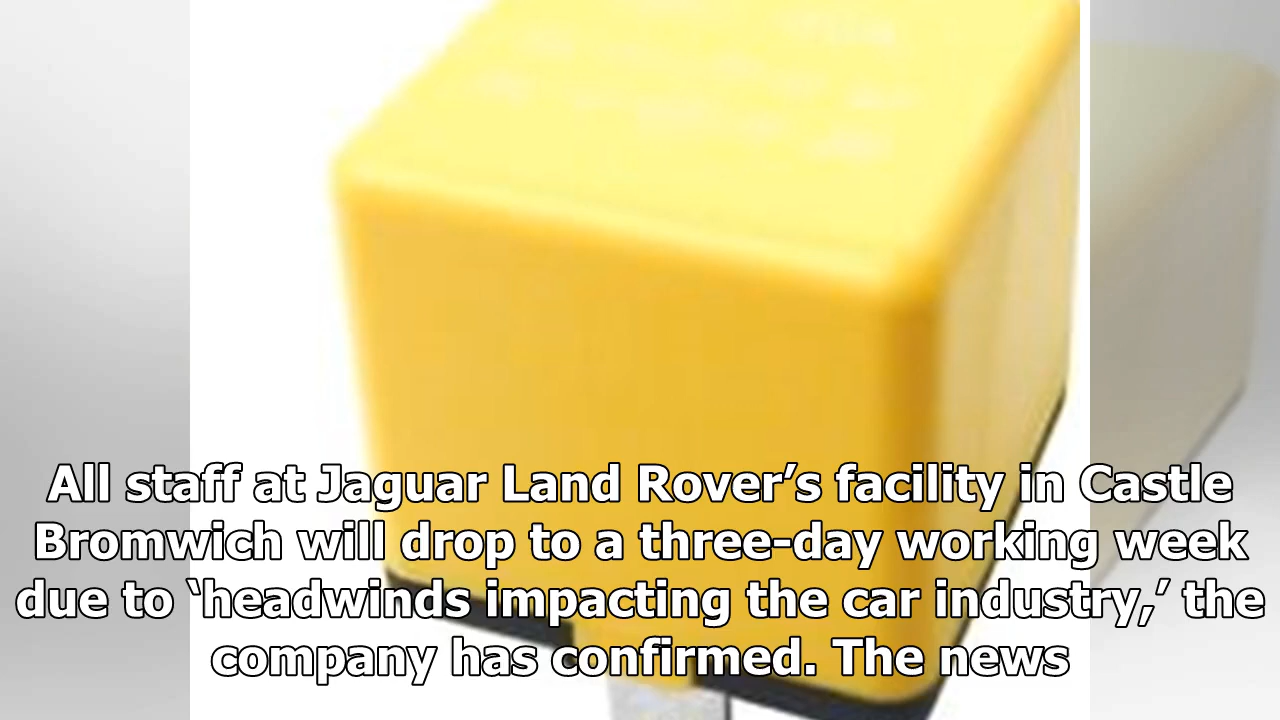 All staff at Jaguar Land Rover’s facility in Castle
Bromwich will drop to a three-day working week
due to ‘headwinds impacting the car industry,’ the
company has confirmed. The news